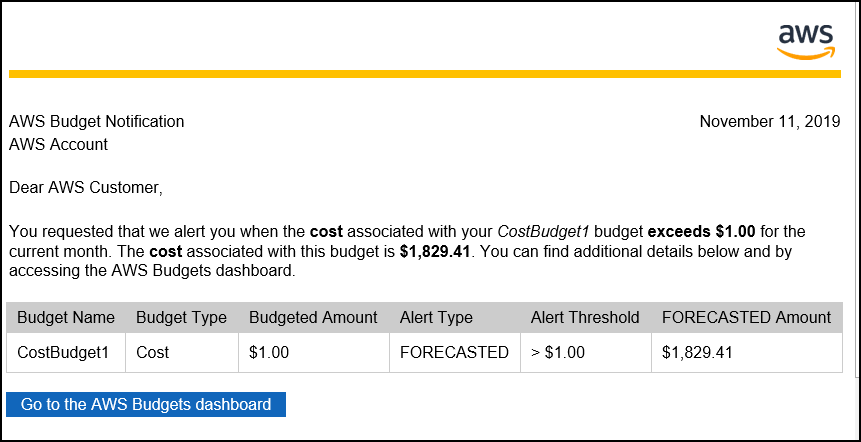 aws
AWS Budget Notification November 11, 2019
AWS Account
Dear AWS Customer,
You requested that we alert you when the cost associated with your CostBudget1 budget exceeds $1.00 for the
current month. The cost associated with this budget is $1,829.41. You can find additional details below and by
accessing the AWS Budgets dashboard.
Budget Name Budget Type Budgeted Amount Alert Type Alert Threshold FORECASTED Amount
CostBudget1 Cost $1.00 FORECASTED > $1.00 $1,829.41
Go to the AWS Budgets dashboard